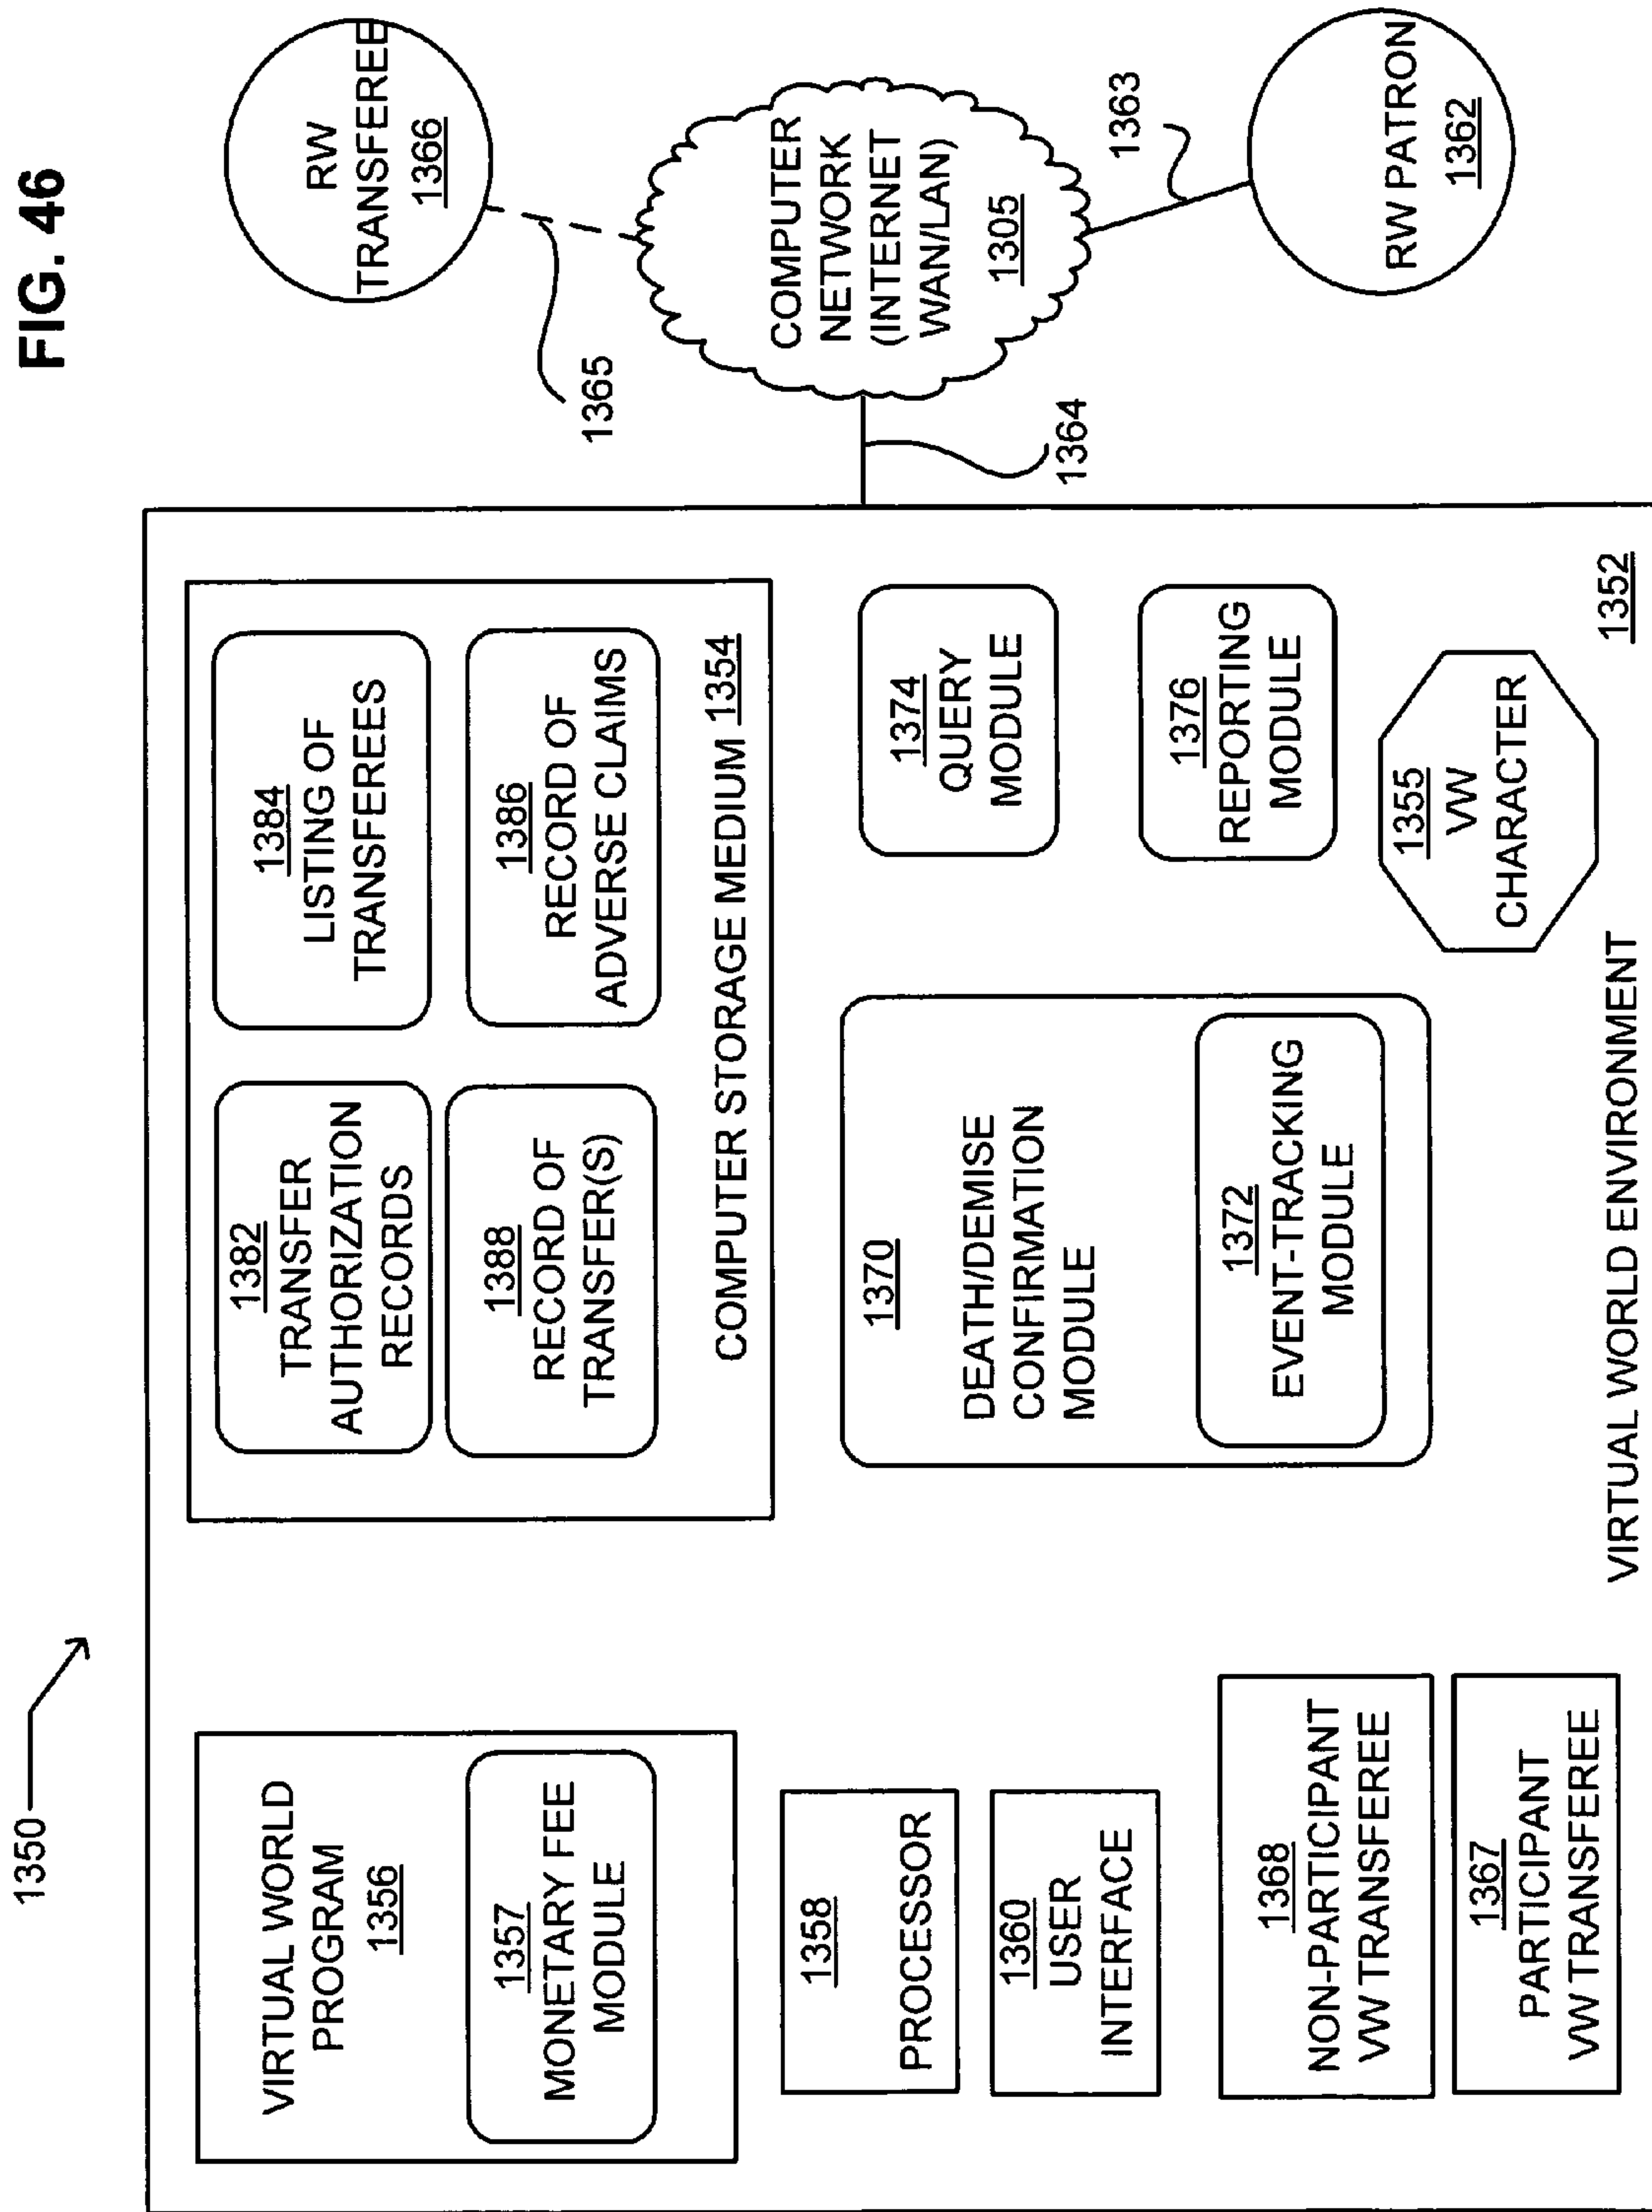 FIG. 46
1350
VIRTUAL WORLD
PROGRAM
1356
1357
MONETARY FEE
MODULE
1358
PROCESSOR
1360
USER
INTERFACE
1368
NON-PARTICIPANT
VW TRANSFEREE
1367
PARTICIPANT
VW TRANSFEREE
1382
TRANSFER
AUTHORIZATION
RECORDS
1384
LISTING OF
TRANSFEREES
1388
RECORD OF
TRANSFER(S)
1386
RECORD OF
ADVERSE CLAIMS
COMPUTER STORAGE MEDIUM 1354
1370
DEATH/DEMISE
CONFIRMATION
MODULE
1372
EVENT-TRACKING
MODULE
1374
QUERY
MODULE
1376
REPORTING
MODULE
1355
VW
CHARACTER
VIRTUAL WORLD ENVIRONMENT
1352
RW
TRANSFEREE
1366
1365
COMPUTER
NETWORK
(INTERNET
WAN/LAN)
1305
1364
1363
RW PATRON
1362